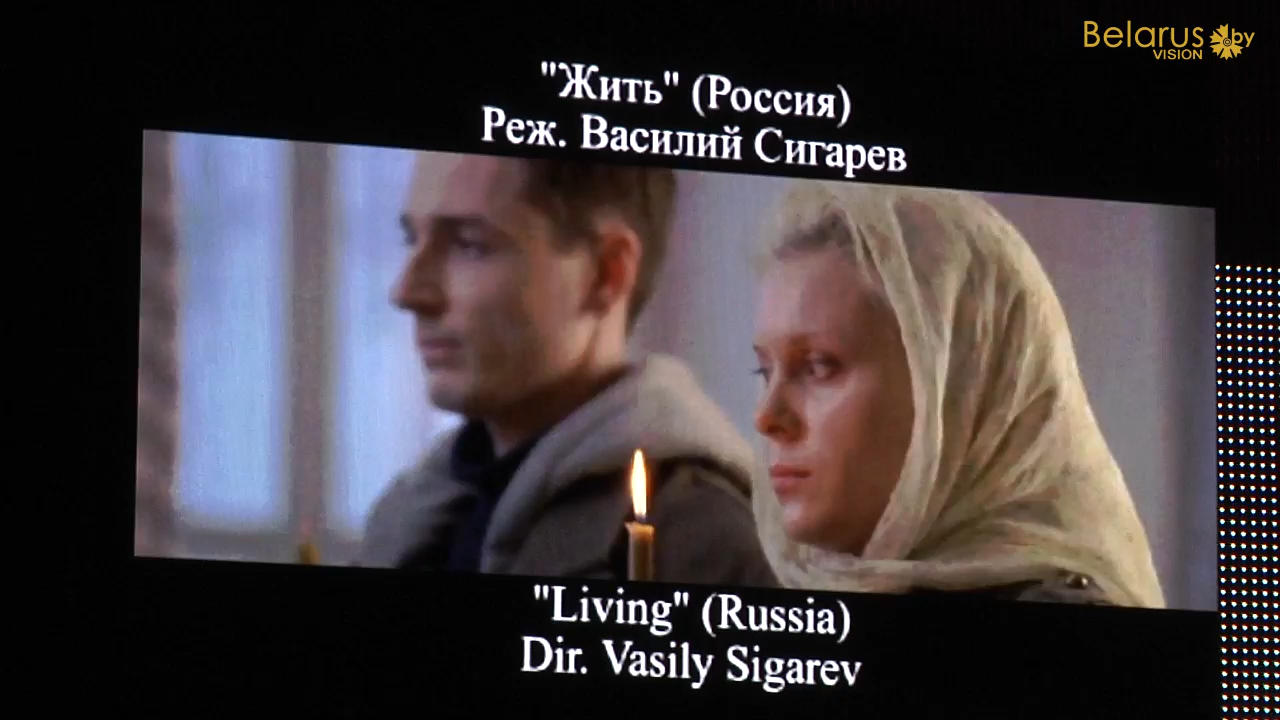 Belarus by
VISION
"Жить" (Россия)
Реж. Василий Сигарев
"Living" (Russia)
Dir. Vasily Sigarev